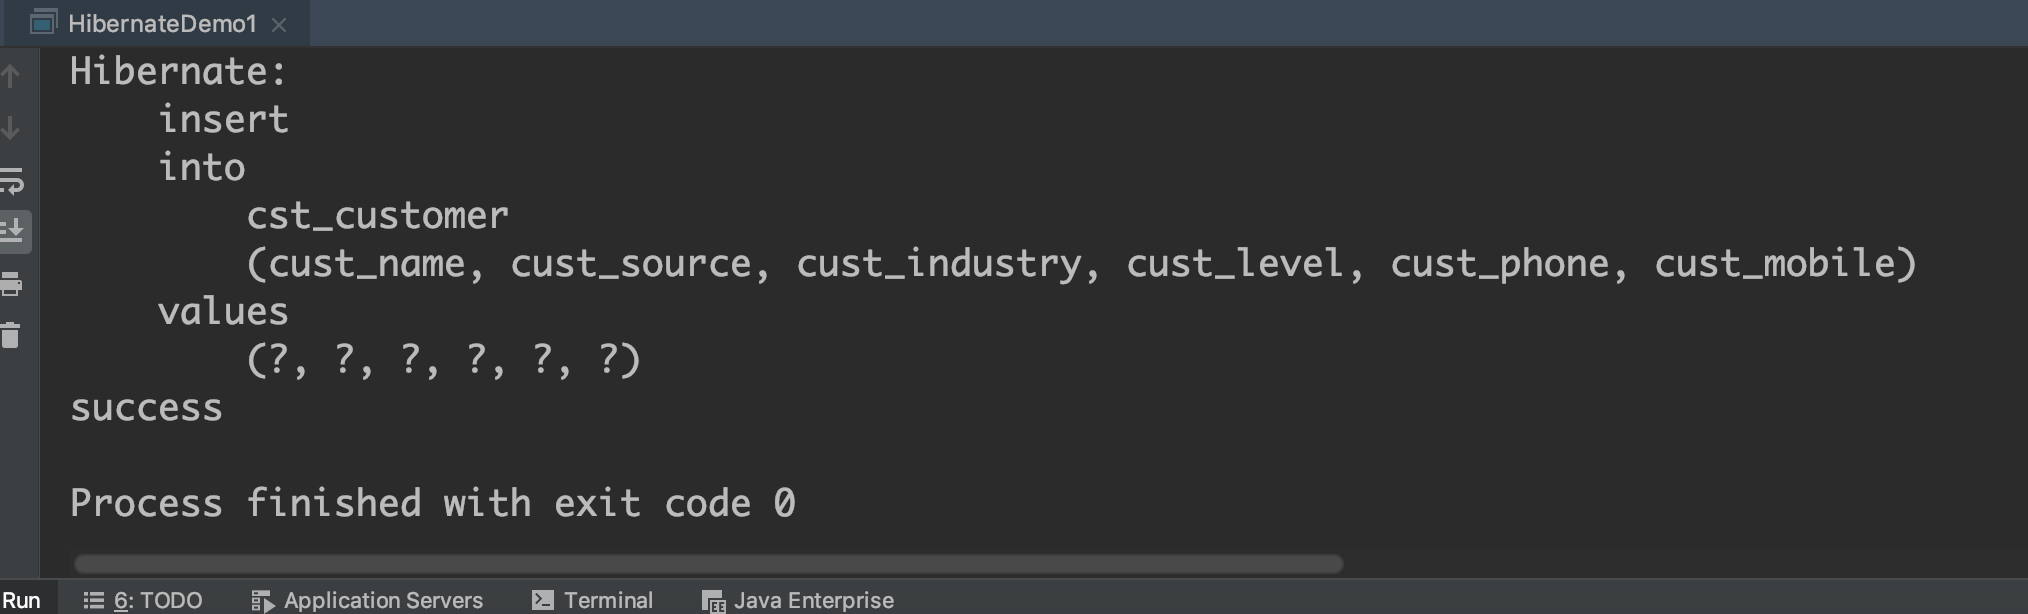 HibernateDemo1
Hibernate:
insert
into
cst_customer
(cust_name, cust_source, cust_industry, cust_level, cust_phone, cust_mobile)
values
(?, ?, ?, ?, ?, ?)
success
Process finished with exit code 0
Run 6: TODO Application Servers Terminal Java Enterprise